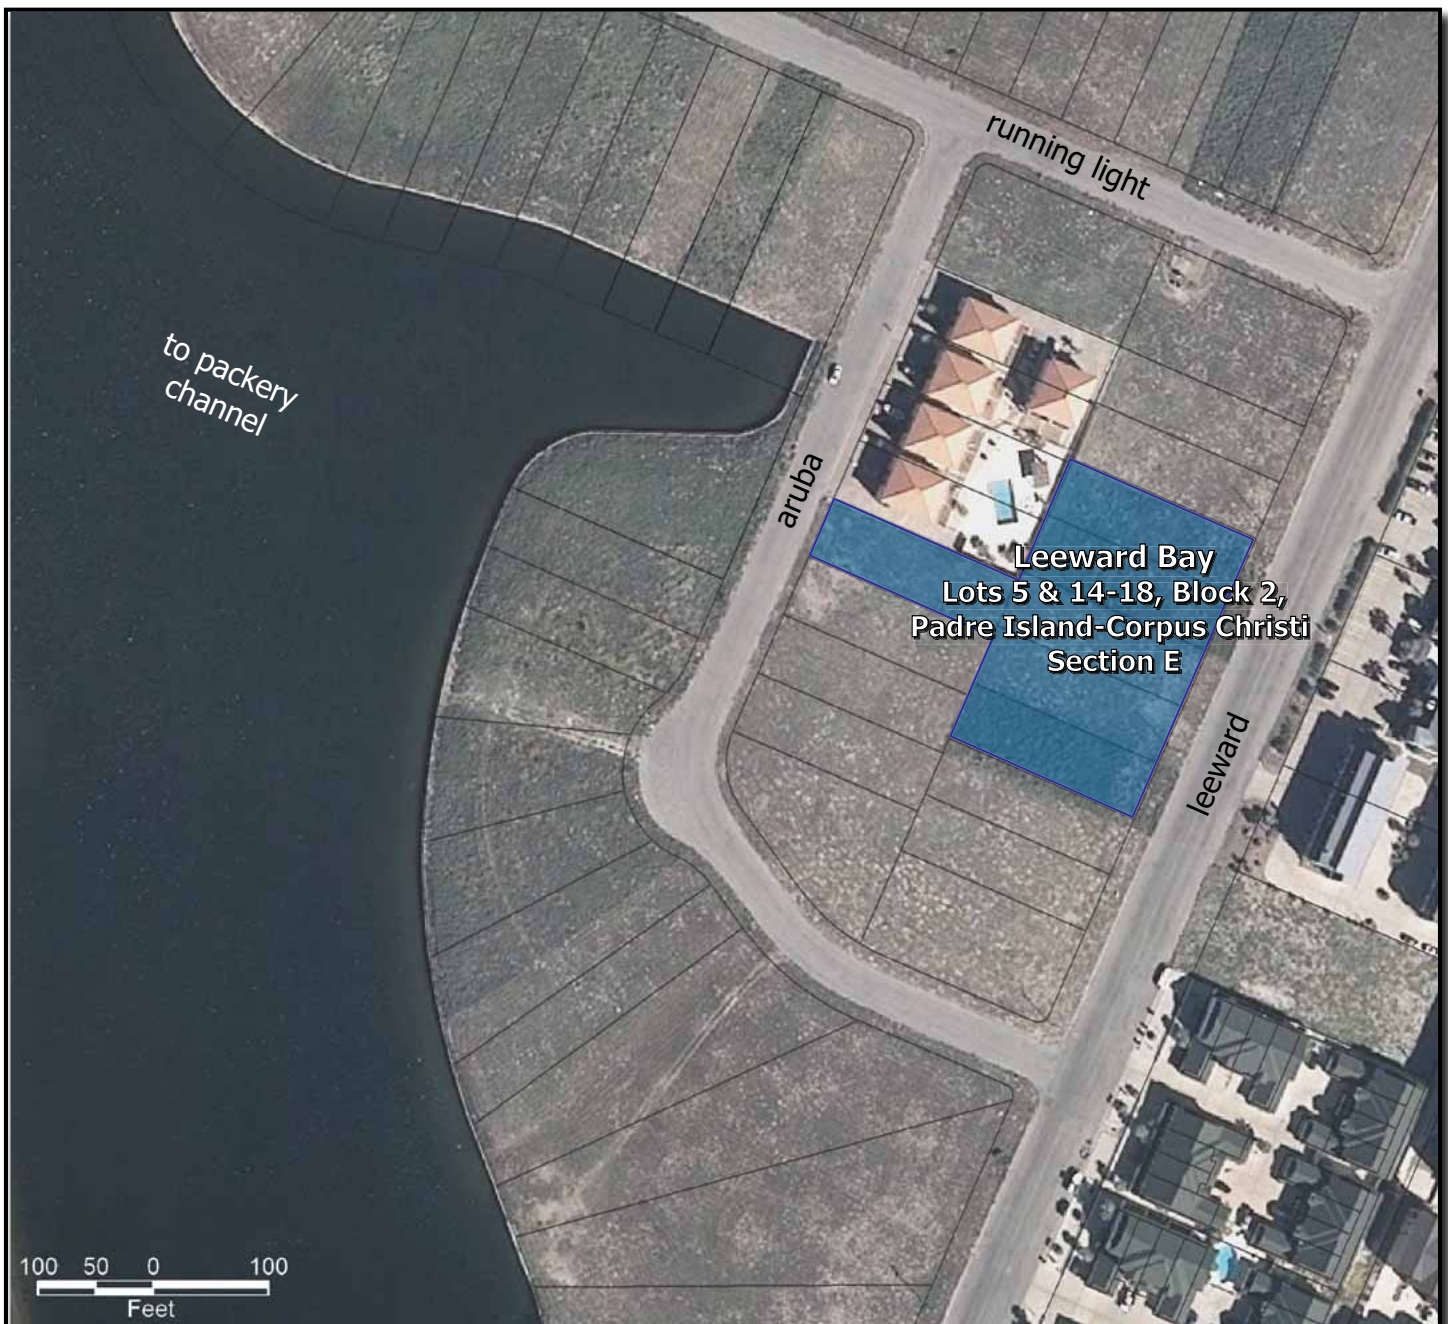 running light
to packery
channel
aruba
Leeward Bay
Lots 5 & 14-18, Block 2,
Padre Island-Corpus Christi
Section E
leeward
100 50 0 100
Feet